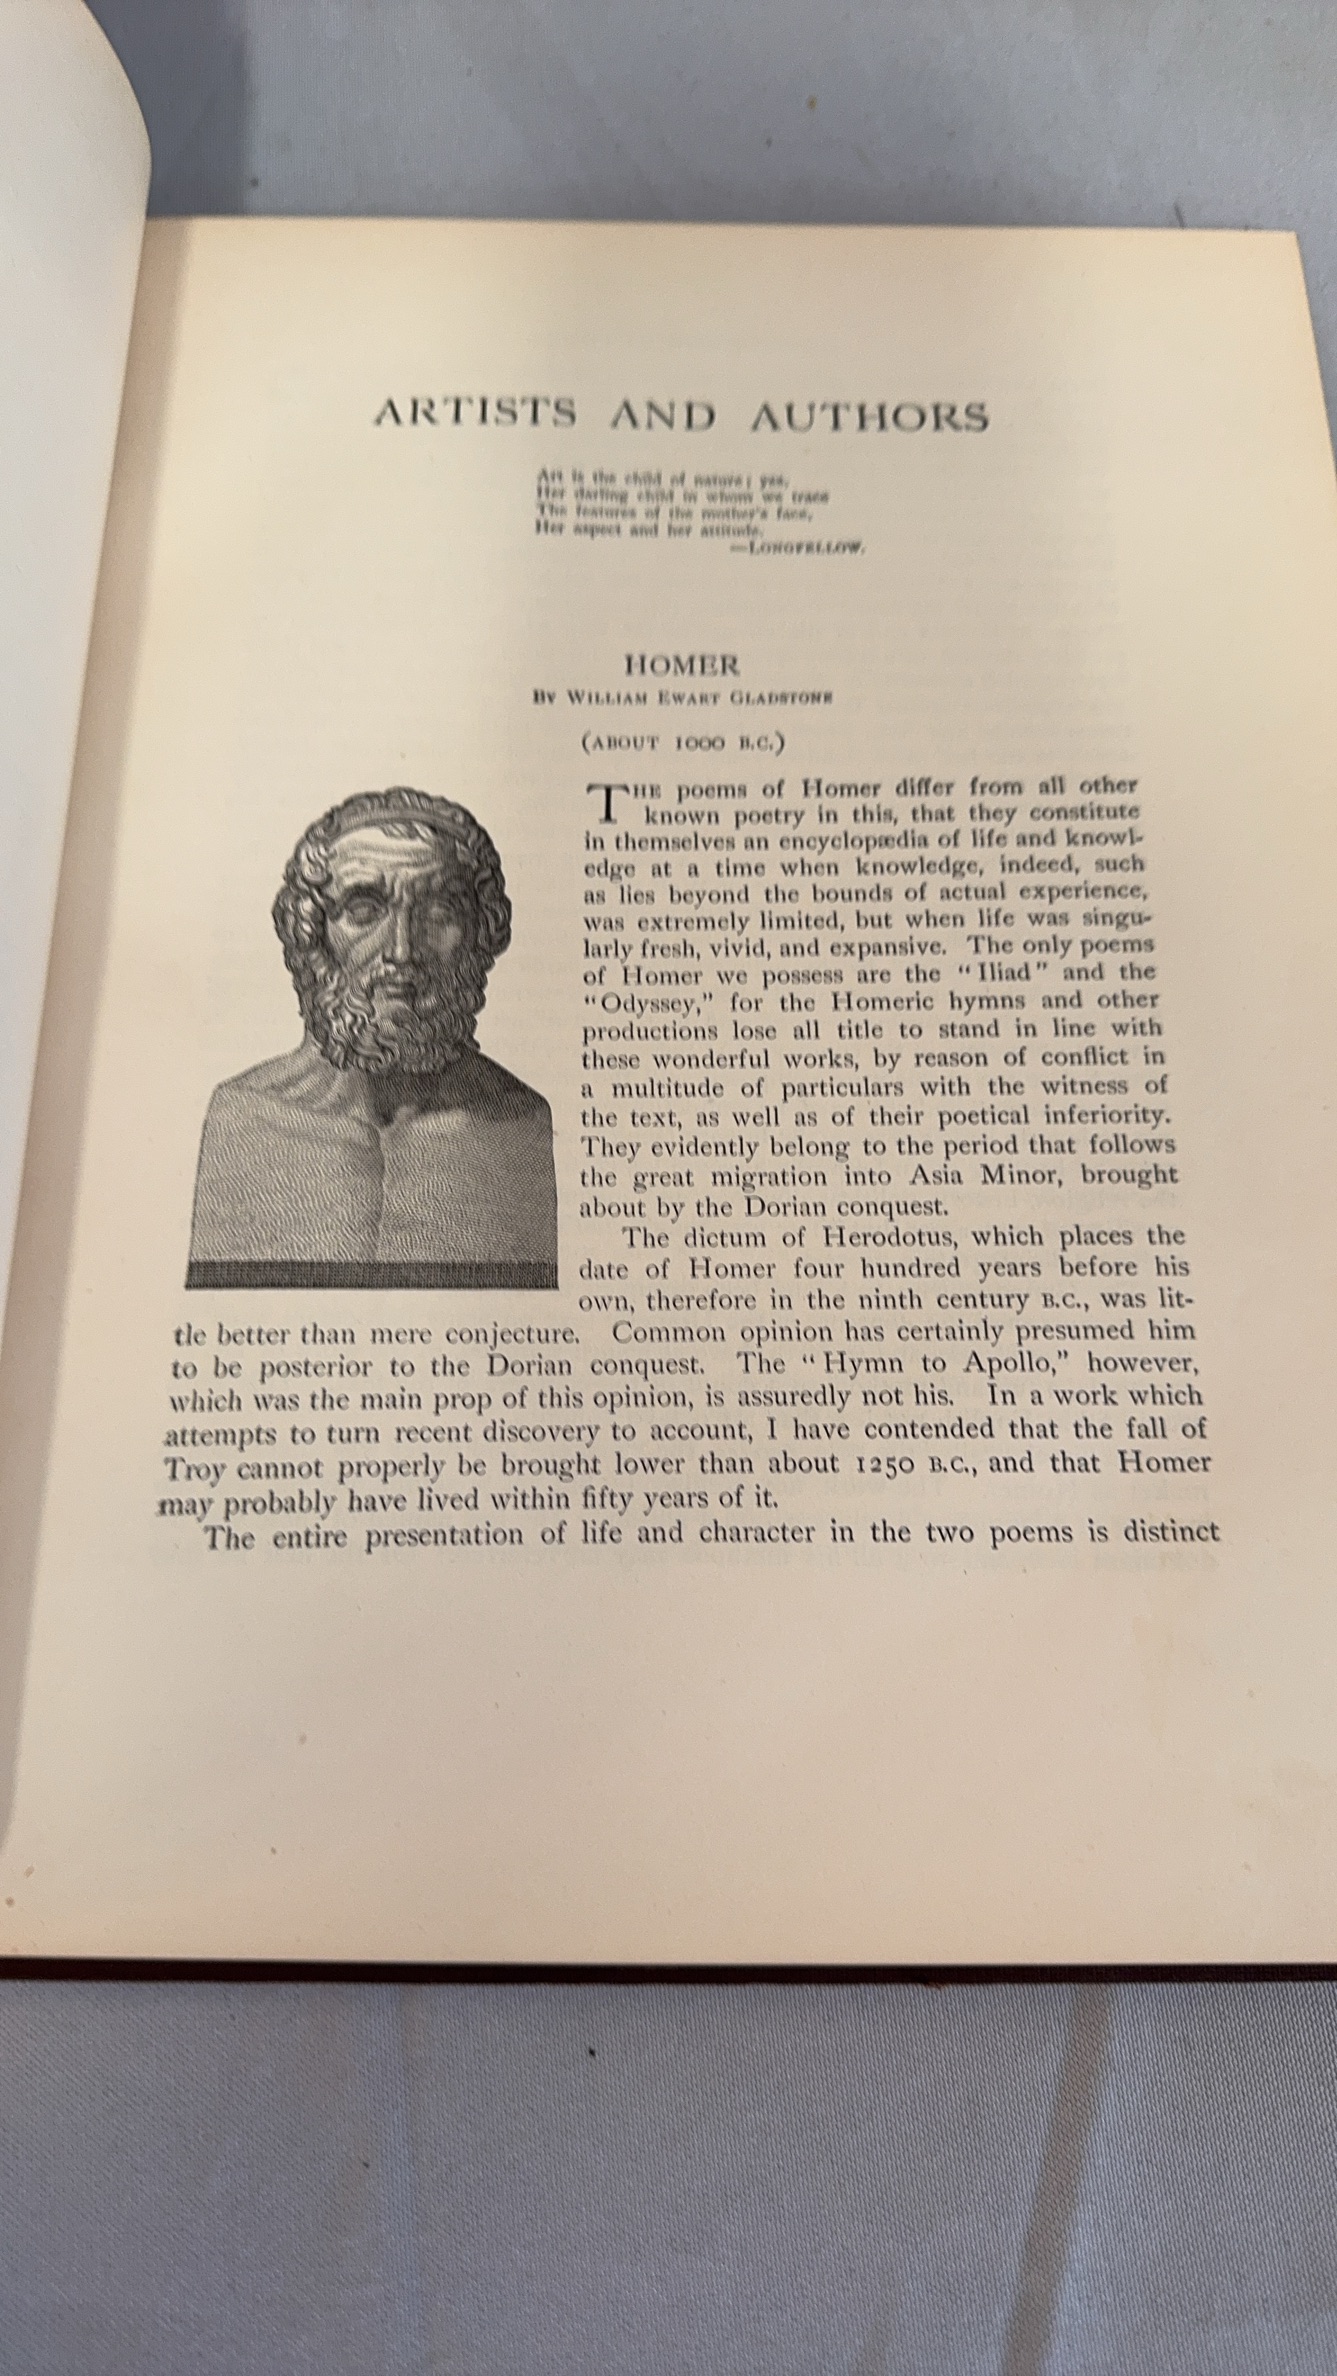 ARTISTS AND AUTHORS
Art is the child of nature; yes,
Her darling child in whom we trace
The features of the mother's face,
Her aspect and her attitude.
—LONGFELLOW.
HOMER
BY WILLIAM EWART GLADSTONE
(ABOUT 1000 B.C.)
THE poems of Homer differ from all other
known poetry in this, that they constitute
in themselves an encyclopædia of life and knowl-
edge at a time when knowledge, indeed, such
as lies beyond the bounds of actual experience,
was extremely limited, but when life was singu-
larly fresh, vivid, and expansive. The only poems
of Homer we possess are the "Iliad" and the
"Odyssey," for the Homeric hymns and other
productions lose all title to stand in line with
these wonderful works, by reason of conflict in
a multitude of particulars with the witness of
the text, as well as of their poetical inferiority.
They evidently belong to the period that follows
the great migration into Asia Minor, brought
about by the Dorian conquest.
The dictum of Herodotus, which places the
date of Homer four hundred years before his
own, therefore in the ninth century B.C., was lit-
tle better than mere conjecture. Common opinion has certainly presumed him
to be posterior to the Dorian conquest. The "Hymn to Apollo," however,
which was the main prop of this opinion, is assuredly not his. In a work which
attempts to turn recent discovery to account, I have contended that the fall of
Troy cannot properly be brought lower than about 1250 B.C., and that Homer
may probably have lived within fifty years of it.
The entire presentation of life and character in the two poems is distinct